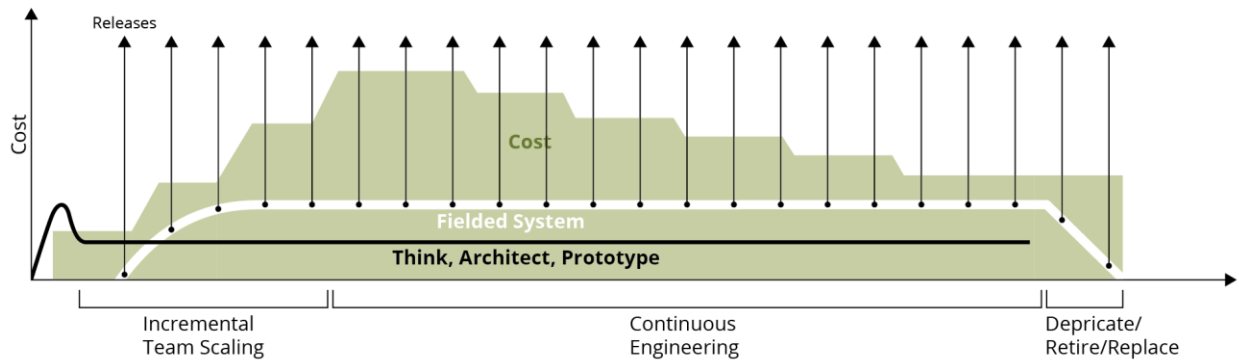 Releases
Cost
Cost
Fielded System
Think, Architect, Prototype
Incremental
Team Scaling
Continuous
Engineering
Depricate/
Retire/Replace